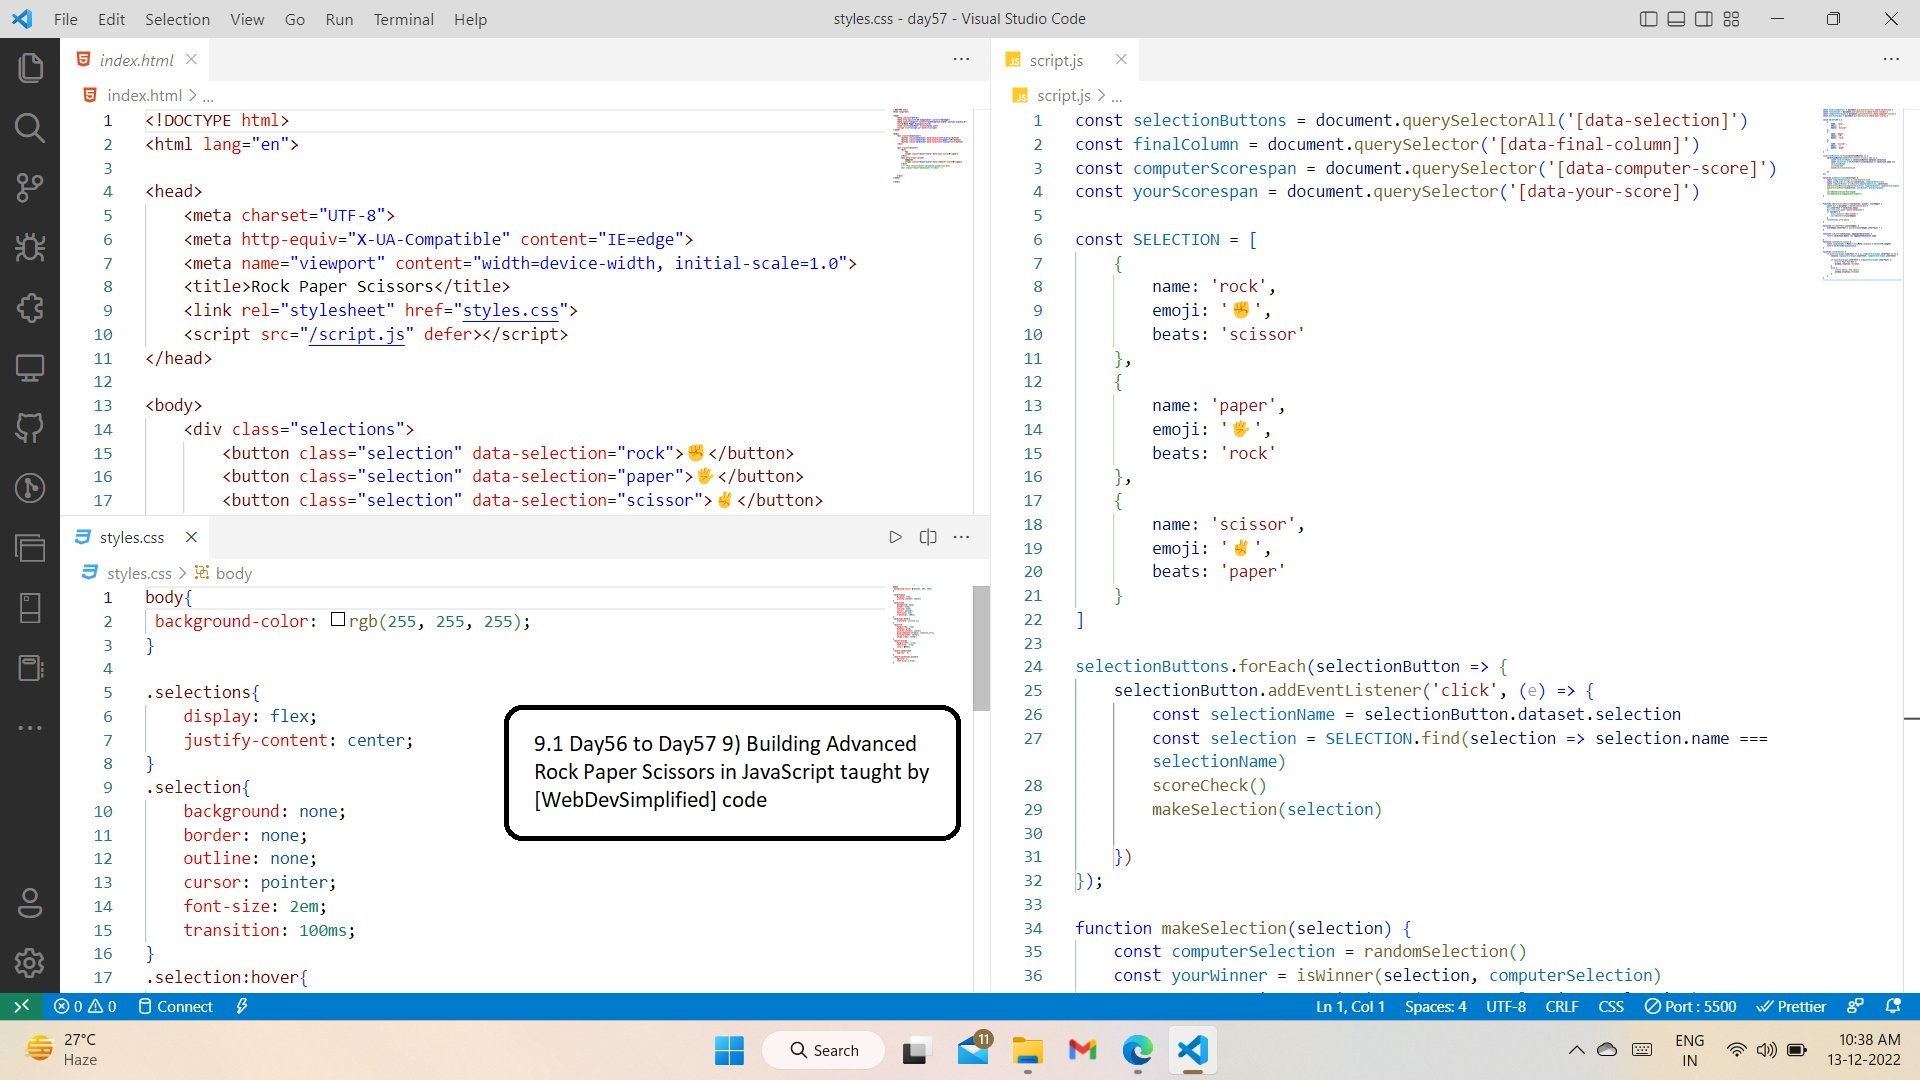 File Edit Selection View Go Run Terminal Help
styles.css - day57 - Visual Studio Code
index.html
index.html > ...
1 <!DOCTYPE html>
2 <html lang="en">
3
4 <head>
5 <meta charset="UTF-8">
6 <meta http-equiv="X-UA-Compatible" content="IE=edge">
7 <meta name="viewport" content="width=device-width, initial-scale=1.0">
8 <title>Rock Paper Scissors</title>
9 <link rel="stylesheet" href="styles.css">
10 <script src="/script.js" defer></script>
11 </head>
12
13 <body>
14 <div class="selections">
15 <button class="selection" data-selection="rock">✊</button>
16 <button class="selection" data-selection="paper">🖐</button>
17 <button class="selection" data-selection="scissor">✌</button>
styles.css
styles.css > body
1 body{
2 background-color: rgb(255, 255, 255);
3 }
4
5 .selections{
6 display: flex;
7 justify-content: center;
8 }
9 .selection{
10 background: none;
11 border: none;
12 outline: none;
13 cursor: pointer;
14 font-size: 2em;
15 transition: 100ms;
16 }
17 .selection:hover{
9.1 Day56 to Day57 9) Building Advanced
Rock Paper Scissors in JavaScript taught by
[WebDevSimplified] code
script.js
script.js > ...
1 const selectionButtons = document.querySelectorAll('[data-selection]')
2 const finalColumn = document.querySelector('[data-final-column]')
3 const computerScorespan = document.querySelector('[data-computer-score]')
4 const yourScorespan = document.querySelector('[data-your-score]')
5
6 const SELECTION = [
7 {
8 name: 'rock',
9 emoji: '✊',
10 beats: 'scissor'
11 },
12 {
13 name: 'paper',
14 emoji: '🖐',
15 beats: 'rock'
16 },
17 {
18 name: 'scissor',
19 emoji: '✌',
20 beats: 'paper'
21 }
22 ]
23
24 selectionButtons.forEach(selectionButton => {
25 selectionButton.addEventListener('click', (e) => {
26 const selectionName = selectionButton.dataset.selection
27 const selection = SELECTION.find(selection => selection.name ===
selectionName)
28 scoreCheck()
29 makeSelection(selection)
30
31 })
32 });
33
34 function makeSelection(selection) {
35 const computerSelection = randomSelection()
36 const yourWinner = isWinner(selection, computerSelection)
0 0 Connect
Ln 1, Col 1 Spaces: 4 UTF-8 CRLF CSS Port : 5500 Prettier
27°C
Haze
Search
11
ENG
IN
10:38 AM
13-12-2022